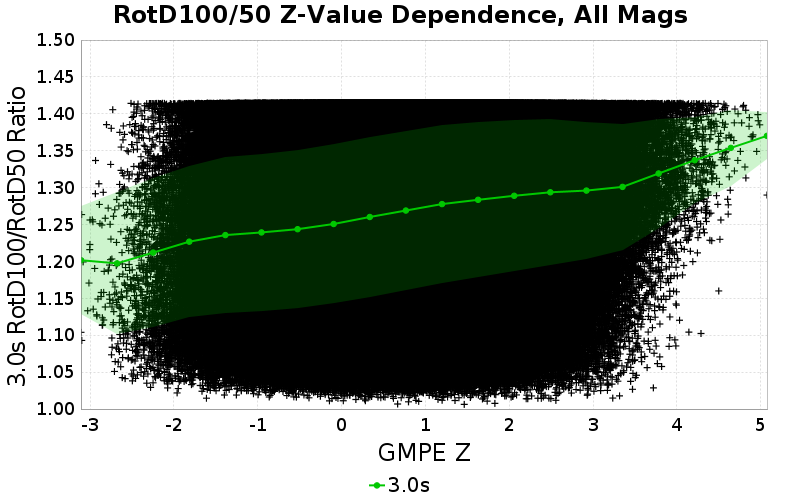 RotD100/50 Z-Value Dependence, All Mags
3.0s RotD100/RotD50 Ratio
1.50
1.45
1.40
1.35
1.30
1.25
1.20
1.15
1.10
1.05
1.00
-3 -2 -1 0 1 2 3 4 5
GMPE Z
3.0s